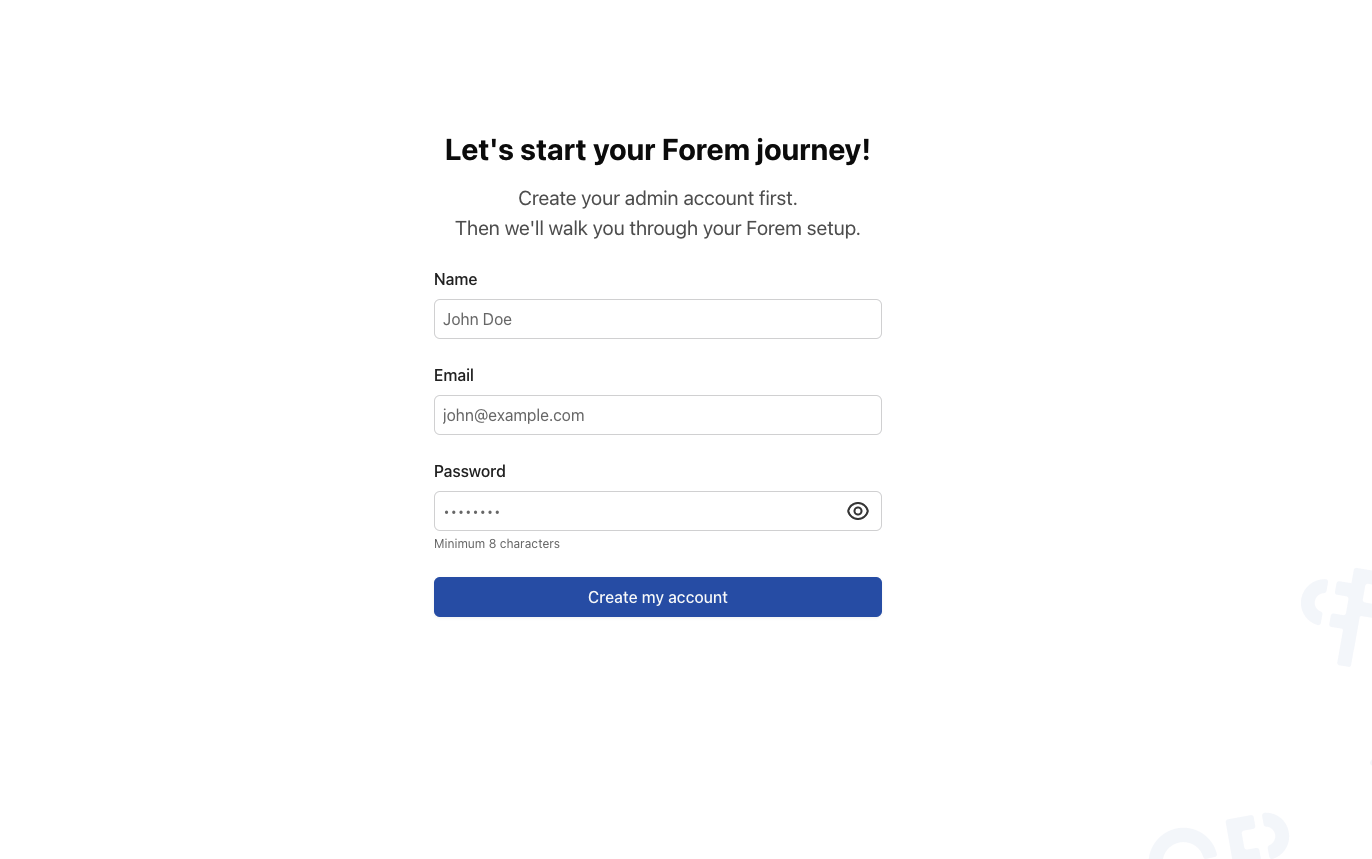 Let's start your Forem journey!
Create your admin account first.
Then we'll walk you through your Forem setup.
Name
John Doe
Email
john@example.com
Password
••••••••
Minimum 8 characters
Create my account